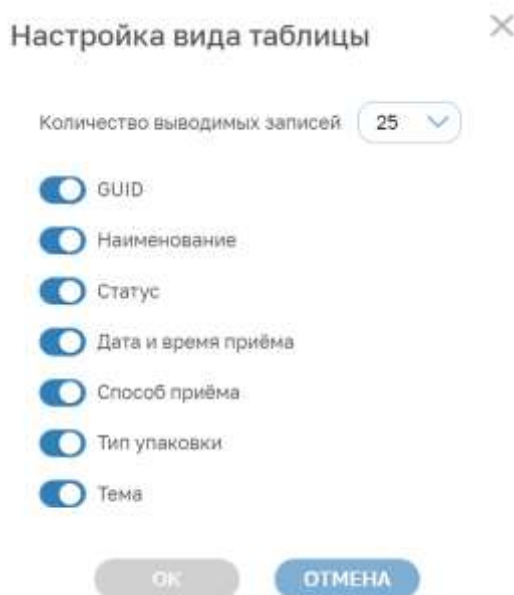 Настройка вида таблицы
Количество выводимых записей 25
GUID
Наименование
Статус
Дата и время приёма
Способ приёма
Тип упаковки
Тема
ОК ОТМЕНА